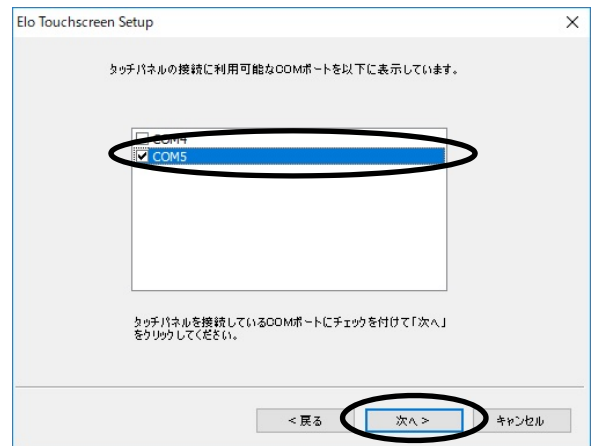 Elo Touchscreen Setup
タッチパネルの接続に利用可能なCOMポートを以下に表示しています。
COM4
COM5
タッチパネルを接続しているCOMポートにチェックを付けて「次へ」
をクリックしてください。
< 戻る
次へ >
キャンセル